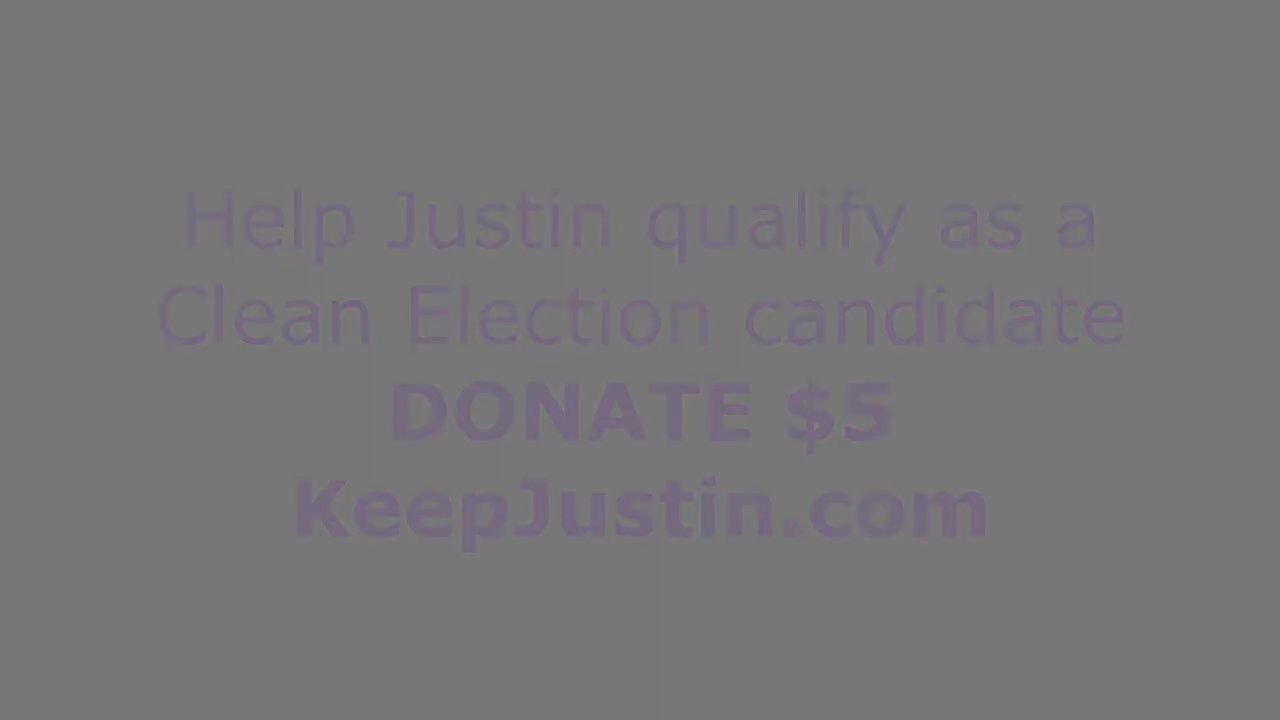 Help Justin qualify as a
Clean Election candidate
DONATE $5
KeepJustin.com